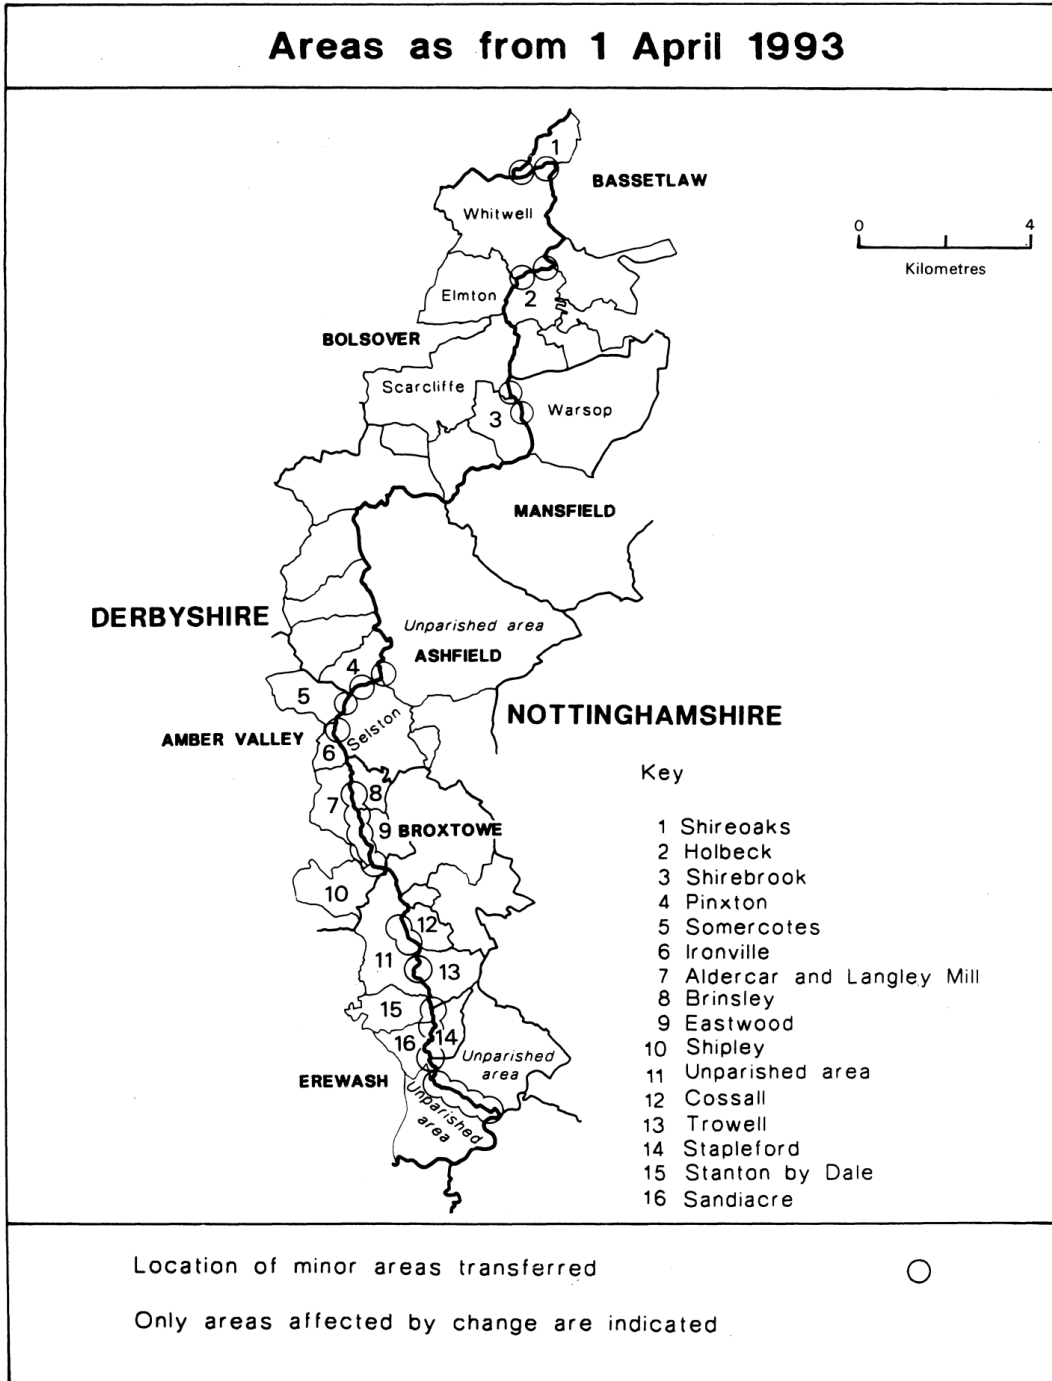 Areas as from 1 April 1993
1
BASSETLAW
Whitwell
0 4
Kilometres
Elmton
2
BOLSOVER
Scarcliffe
Warsop
3
MANSFIELD
DERBYSHIRE
Unparished area
ASHFIELD
4
5
Selston
NOTTINGHAMSHIRE
AMBER VALLEY
6
7
8
9
BROXTOWE
10
12
11
13
15
14
16
Unparished
area
EREWASH
Unparished
area
Key
1 Shireoaks
2 Holbeck
3 Shirebrook
4 Pinxton
5 Somercotes
6 Ironville
7 Aldercar and Langley Mill
8 Brinsley
9 Eastwood
10 Shipley
11 Unparished area
12 Cossall
13 Trowell
14 Stapleford
15 Stanton by Dale
16 Sandiacre
Location of minor areas transferred
Only areas affected by change are indicated